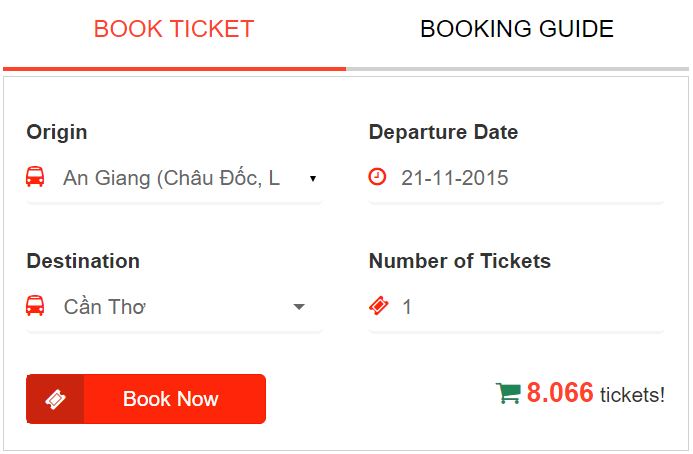 BOOK TICKET
BOOKING GUIDE
Origin
Departure Date
An Giang (Châu Đốc, L
21-11-2015
Destination
Number of Tickets
Cần Thơ
1
Book Now
8.066 tickets!